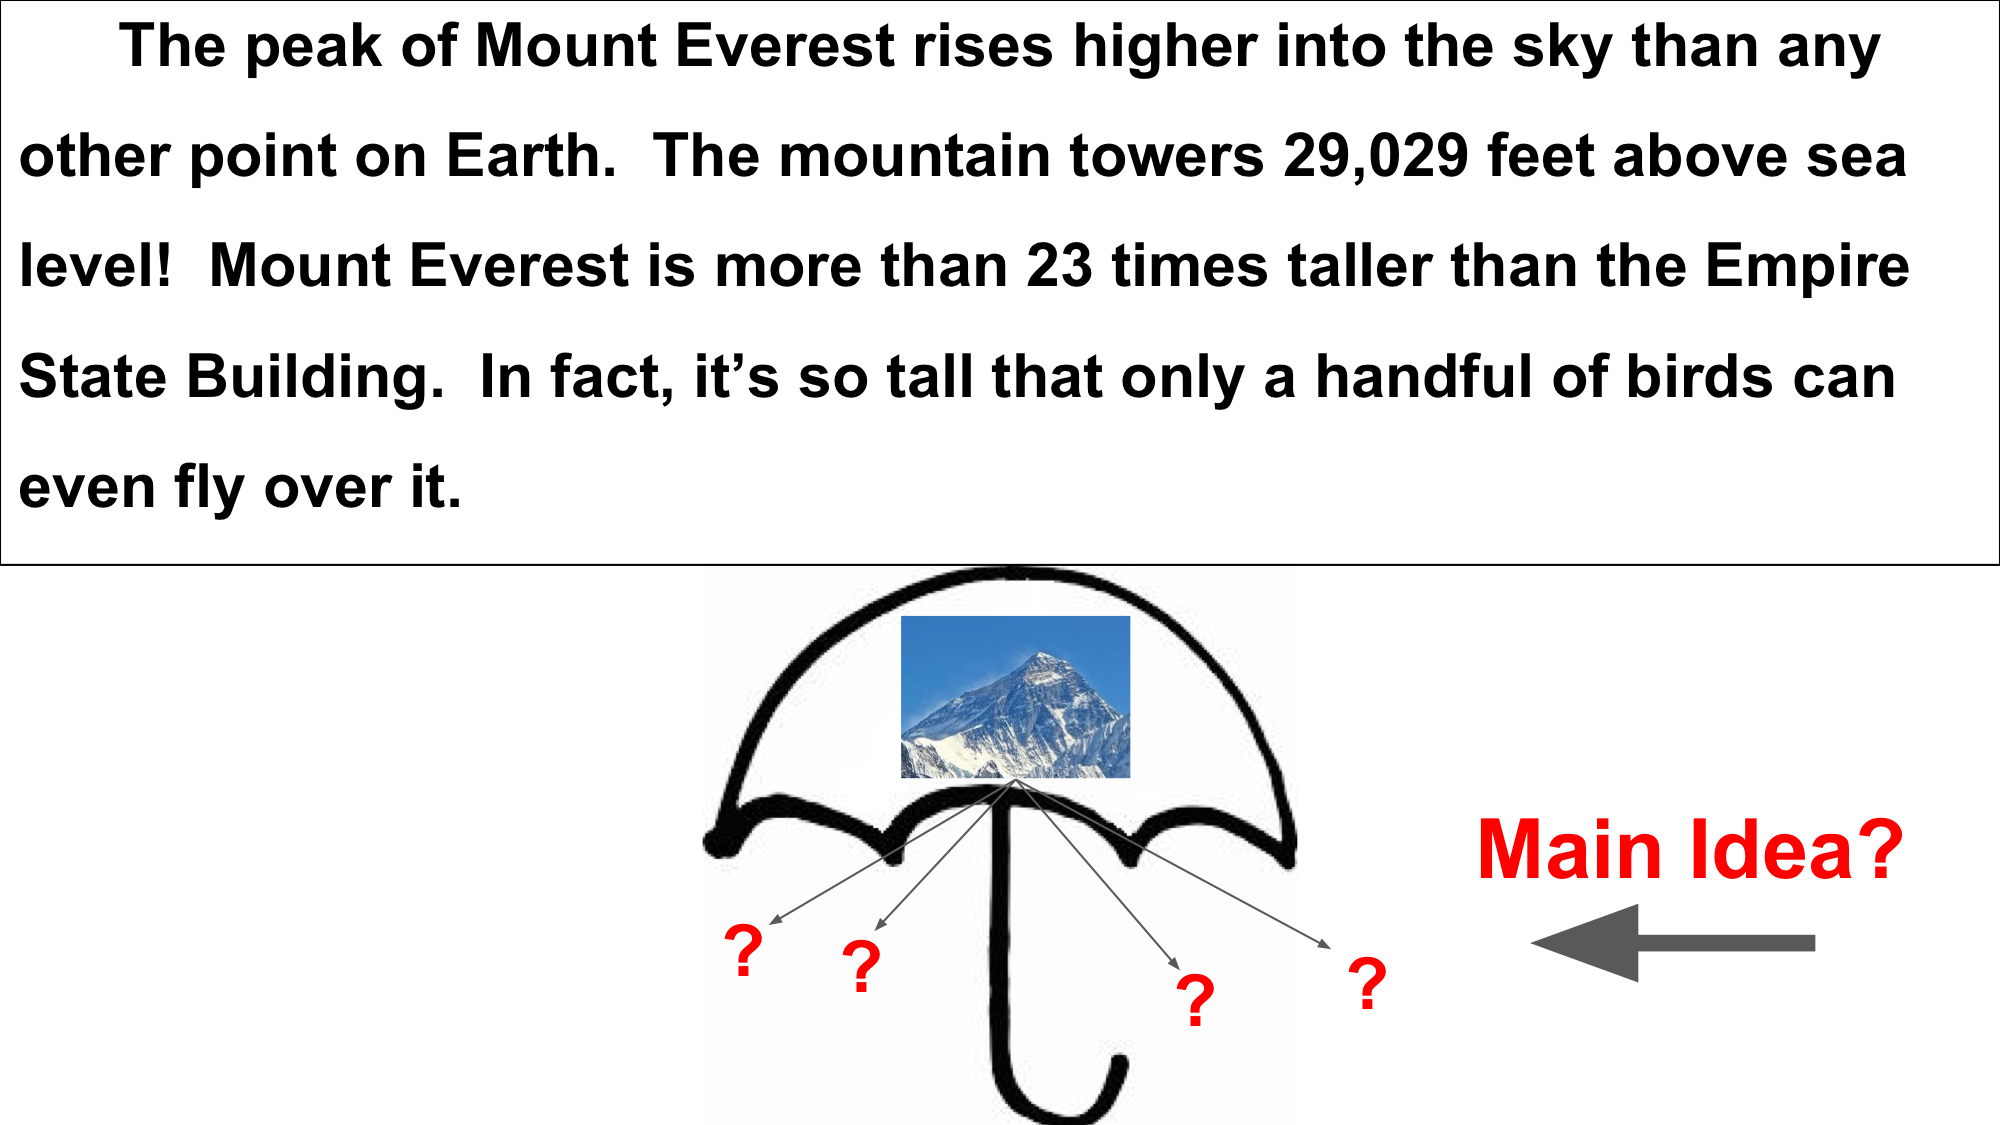 The peak of Mount Everest rises higher into the sky than any
other point on Earth.  The mountain towers 29,029 feet above sea
level!  Mount Everest is more than 23 times taller than the Empire
State Building.  In fact, it’s so tall that only a handful of birds can
even fly over it.
Main Idea?
?
?
?
?